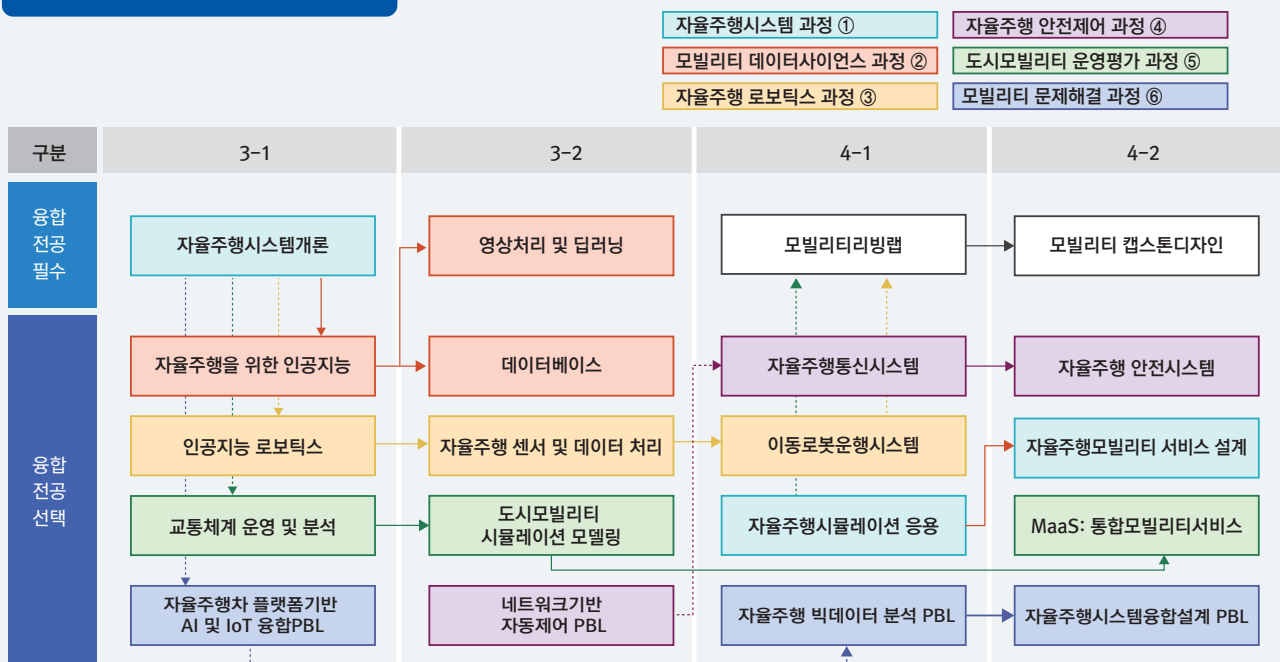 자율주행시스템 과정 ①
자율주행 안전제어 과정 ④
모빌리티 데이터사이언스 과정 ②
도시모빌리티 운영평가 과정 ⑤
자율주행 로보틱스 과정 ③
모빌리티 문제해결 과정 ⑥
구분
3-1
3-2
4-1
4-2
융합
전공
필수
자율주행시스템개론
영상처리 및 딥러닝
모빌리티리빙랩
모빌리티 캡스톤디자인
융합
전공
선택
자율주행을 위한 인공지능
데이터베이스
자율주행통신시스템
자율주행 안전시스템
인공지능 로보틱스
자율주행 센서 및 데이터 처리
이동로봇운행시스템
자율주행모빌리티 서비스 설계
교통체계 운영 및 분석
도시모빌리티
시뮬레이션 모델링
자율주행시뮬레이션 응용
MaaS: 통합모빌리티서비스
자율주행차 플랫폼기반
AI 및 IoT 융합PBL
네트워크기반
자동제어 PBL
자율주행 빅데이터 분석 PBL
자율주행시스템융합설계 PBL